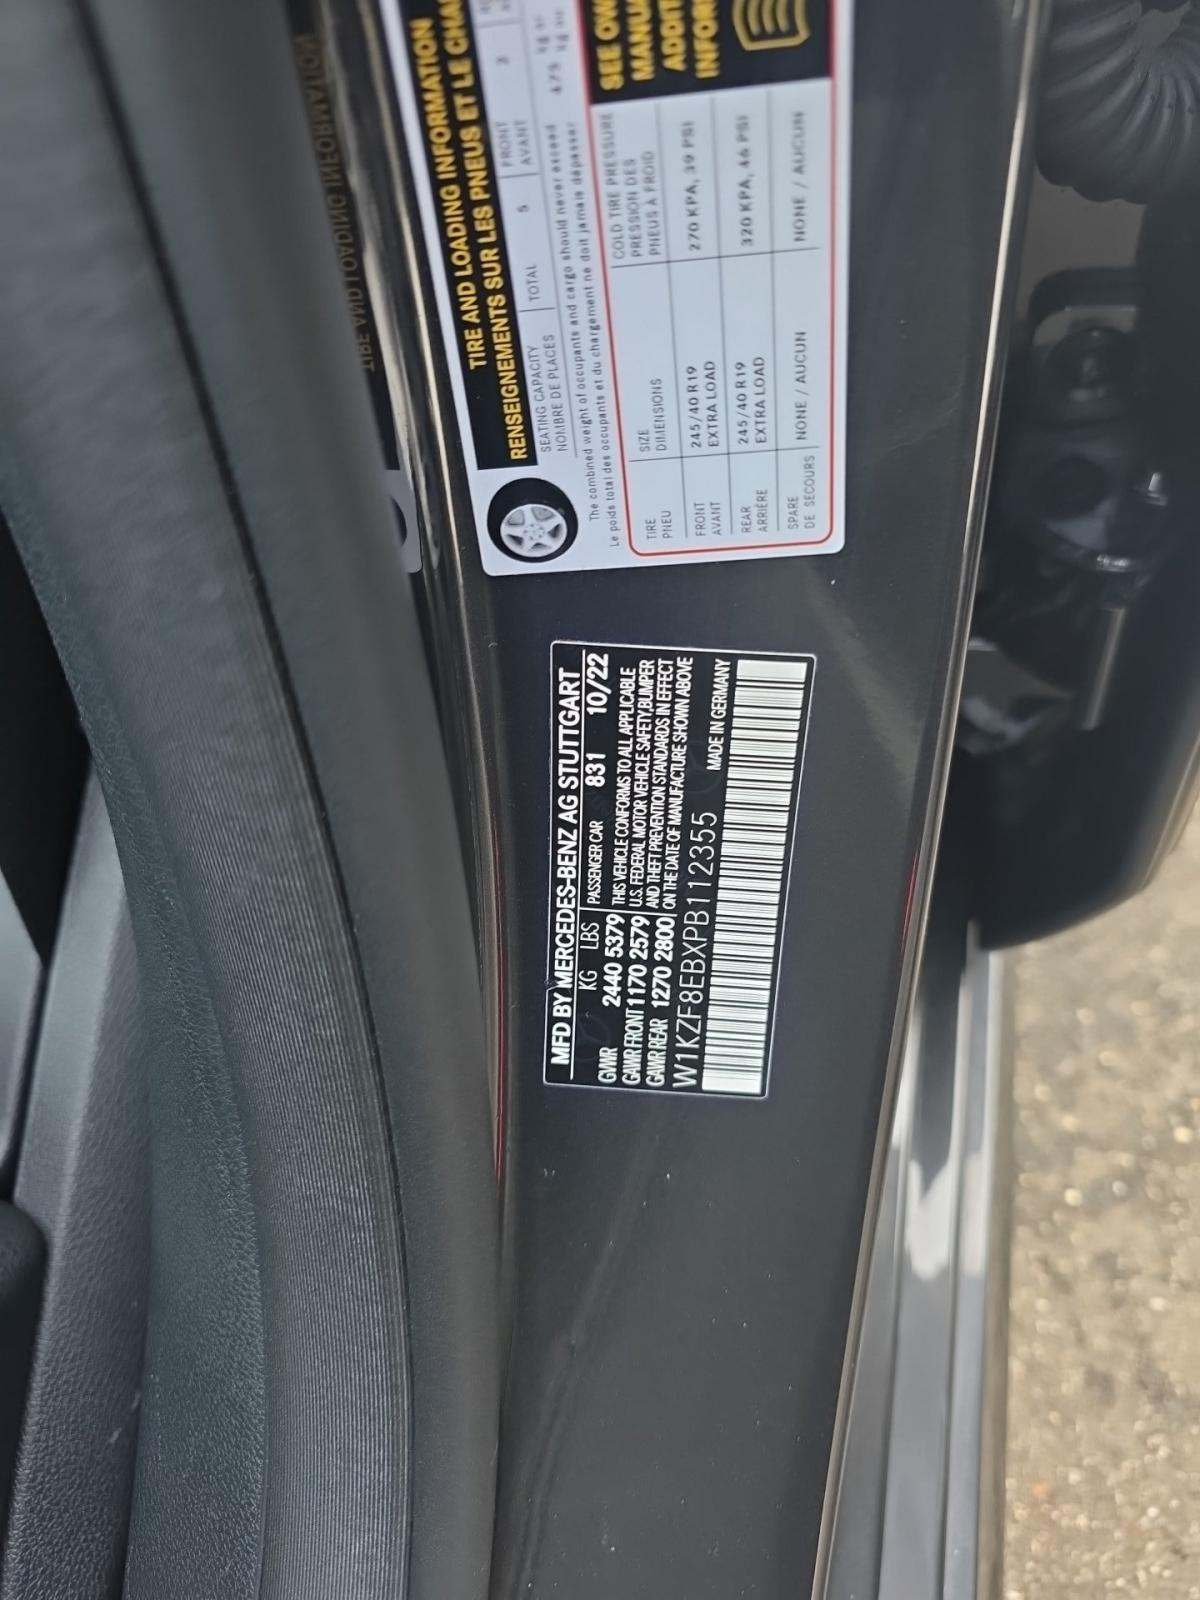 TIRE AND LOADING INFORMATION
RENSEIGNEMENTS SUR LES PNEUS ET LE
SEATING CAPACITY
NOMBRE DE PLACES
TOTAL 5
FRONT
AVANT
2
The combined weight of occupants and cargo should never exceed 475
Le poids total des occupants et du chargement ne doit jamais dépasser
TIRE
PNEU
SIZE
DIMENSIONS
COLD TIRE PRESSURE
PRESSION DES
PNEUS À FROID
FRONT
AVANT
245/40 R19
EXTRA LOAD
270 KPA, 39 PSI
REAR
ARRIÈRE
245/40 R19
EXTRA LOAD
320 KPA, 46 PSI
SPARE
DE SECOURS
NONE / AUCUN
NONE / AUCUN
SEE
MANUA
ADDIT
INFOR
MFD BY MERCEDES-BENZ AG STUTTGART
KG LBS PASSENGER CAR 831 10/22
GVWR 2440 5379
GAWR FRONT 1170 2579
GAWR REAR 1270 2800
THIS VEHICLE CONFORMS TO ALL APPLICABLE
U.S. FEDERAL MOTOR VEHICLE SAFETY,BUMPER
AND THEFT PREVENTION STANDARDS IN EFFECT
ON THE DATE OF MANUFACTURE SHOWN ABOVE
W1KZF8EBXPB112355 MADE IN GERMANY